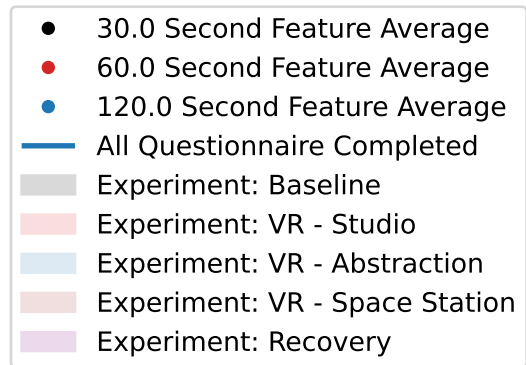 30.0 Second Feature Average
60.0 Second Feature Average
120.0 Second Feature Average
All Questionnaire Completed
Experiment: Baseline
Experiment: VR - Studio
Experiment: VR - Abstraction
Experiment: VR - Space Station
Experiment: Recovery